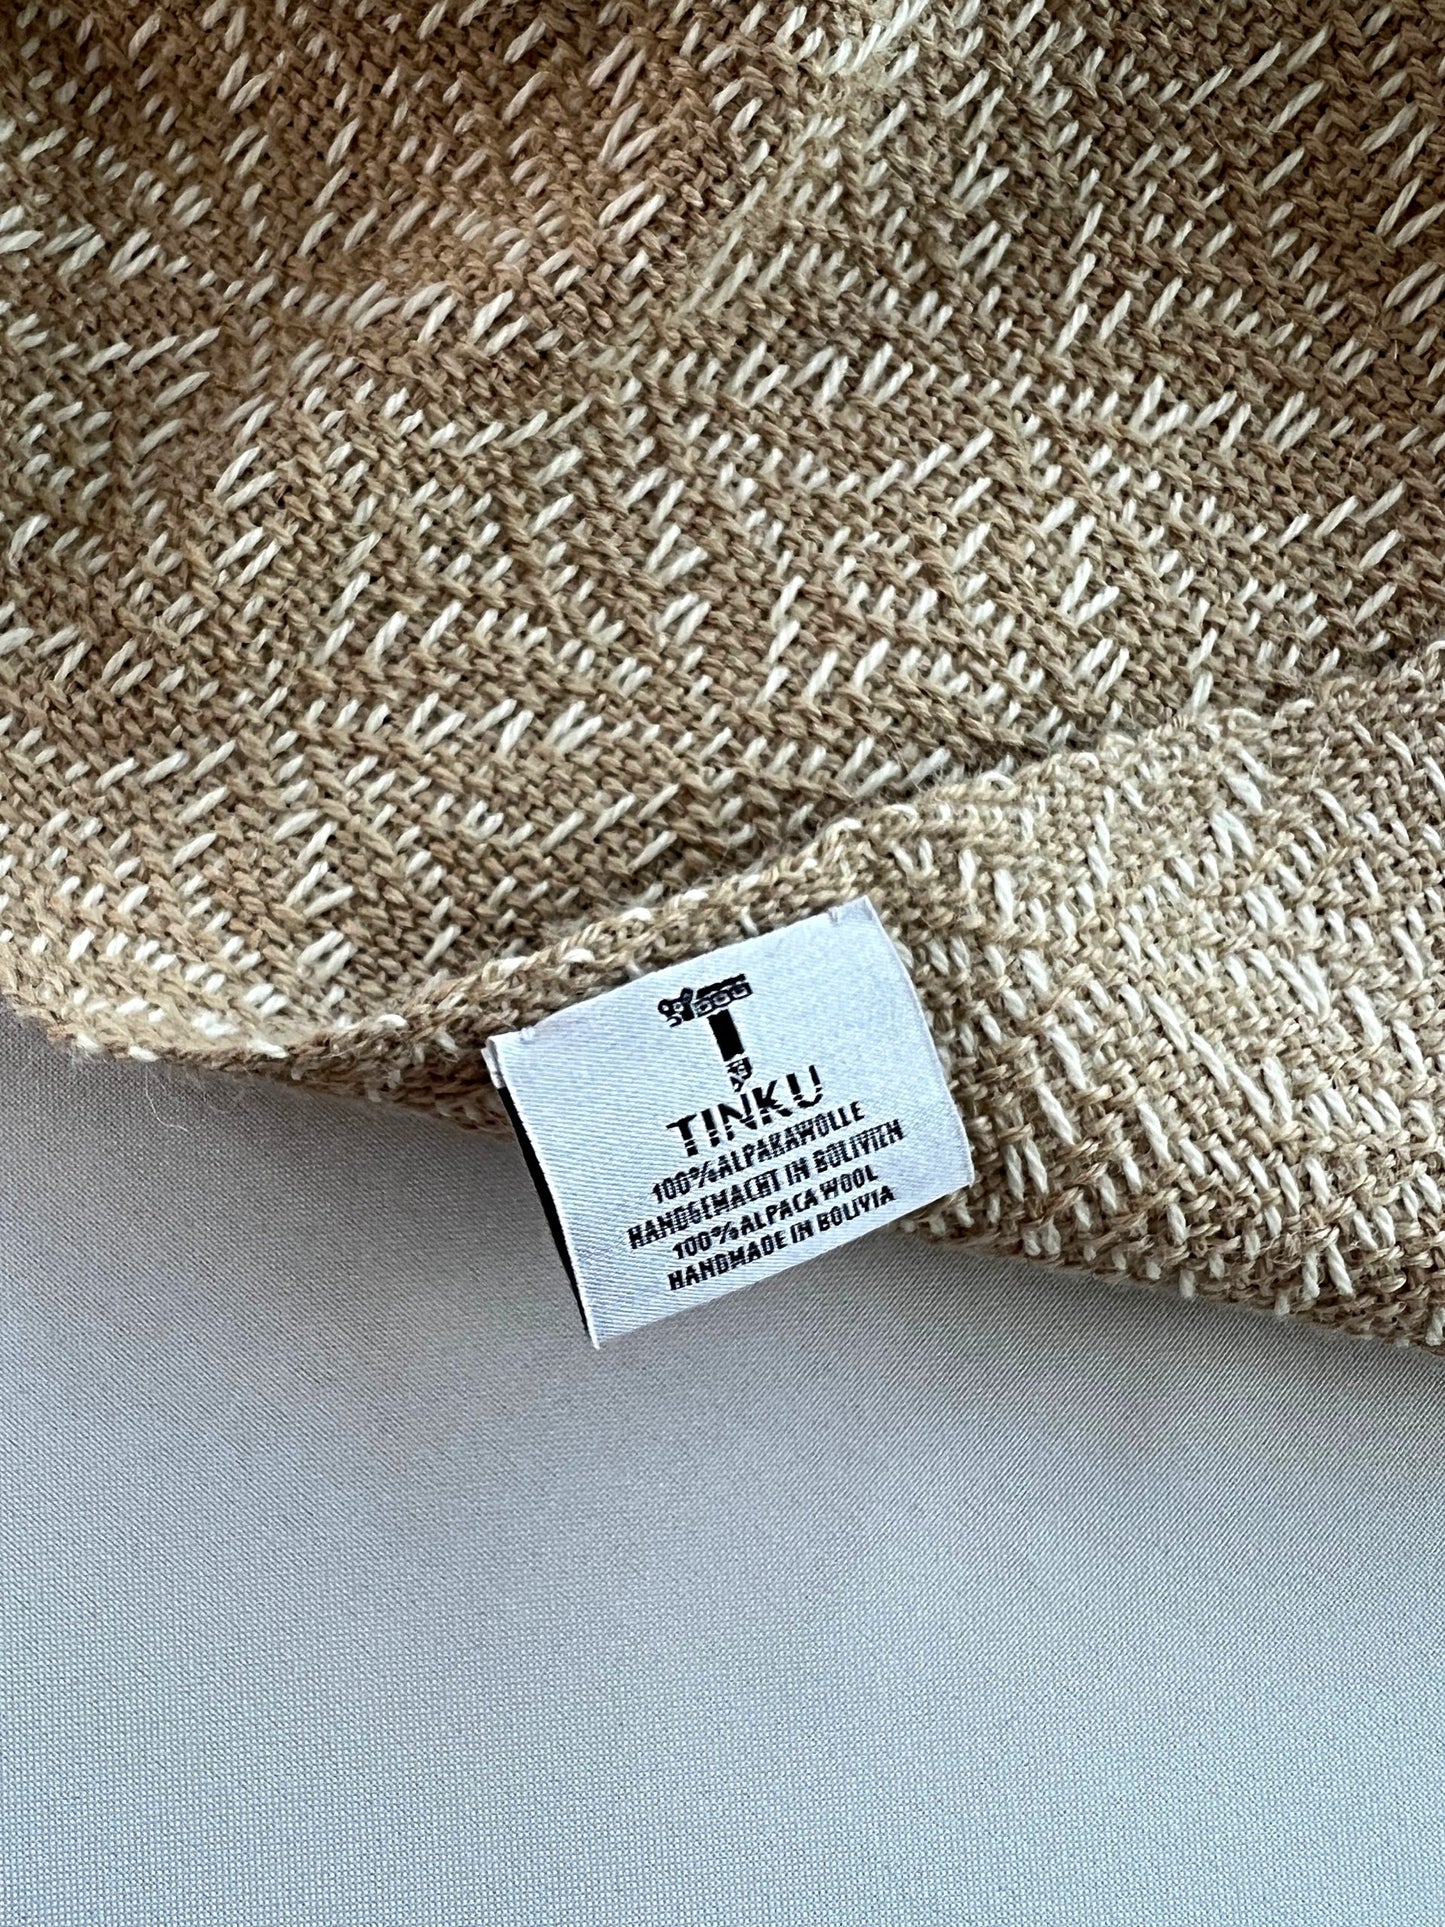 TINKU
100%ALPAKAWOLLE
HANDGEMACHT IN BOLIVIEN
100%ALPACA WOOL
HANDMADE IN BOLIVIA